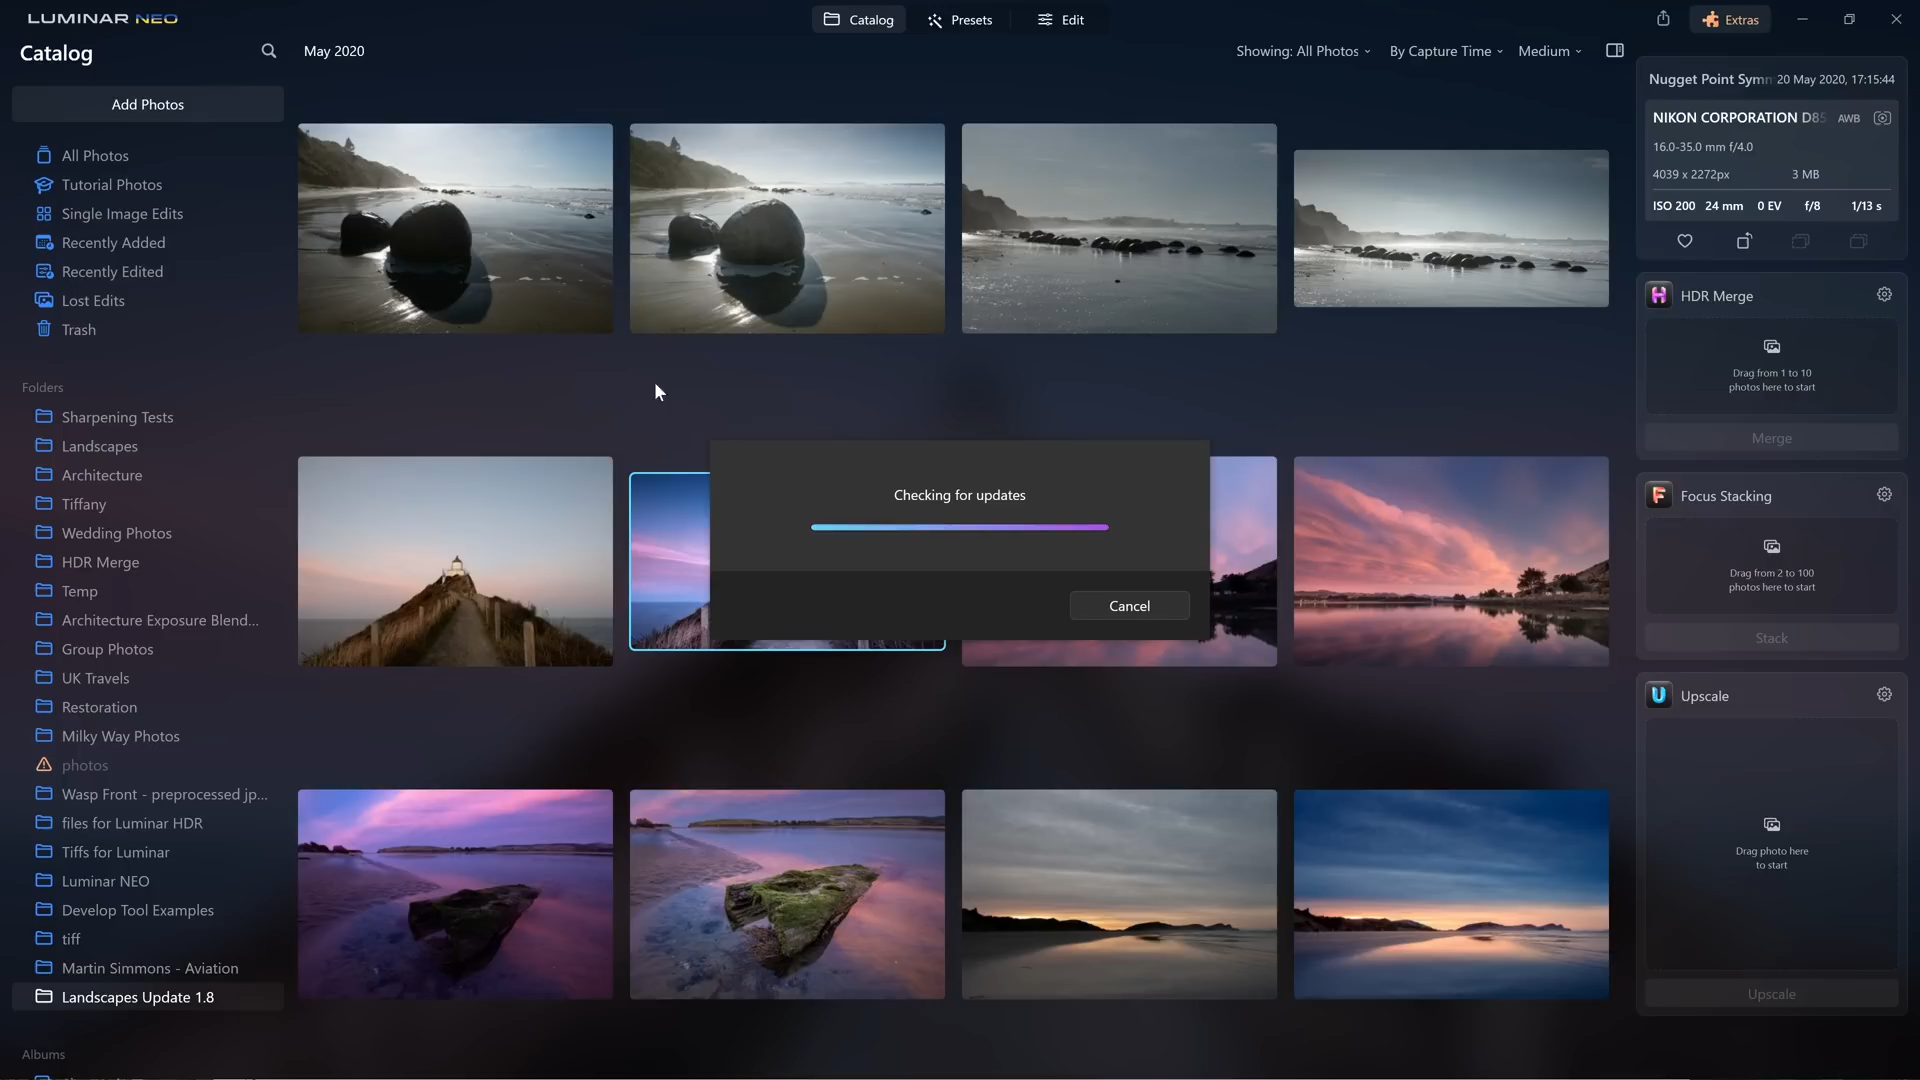 LUMINAR NEO
Catalog
Presets
Edit
Extras
Catalog
May 2020
Showing: All Photos
By Capture Time
Medium
Add Photos
All Photos
Tutorial Photos
Single Image Edits
Recently Added
Recently Edited
Lost Edits
Trash
Folders
Sharpening Tests
Landscapes
Architecture
Tiffany
Wedding Photos
HDR Merge
Temp
Architecture Exposure Blend...
Group Photos
UK Travels
Restoration
Milky Way Photos
photos
Wasp Front - preprocessed jp...
files for Luminar HDR
Tiffs for Luminar
Luminar NEO
Develop Tool Examples
tiff
Martin Simmons - Aviation
Landscapes Update 1.8
Albums
Checking for updates
Cancel
Nugget Point Symm 20 May 2020, 17:15:44
NIKON CORPORATION D85 AWB
16.0-35.0 mm f/4.0
4039 x 2272px 3 MB
ISO 200 24 mm 0 EV f/8 1/13 s
HDR Merge
Drag from 1 to 10
photos here to start
Merge
Focus Stacking
Drag from 2 to 100
photos here to start
Stack
Upscale
Drag photo here
to start
Upscale